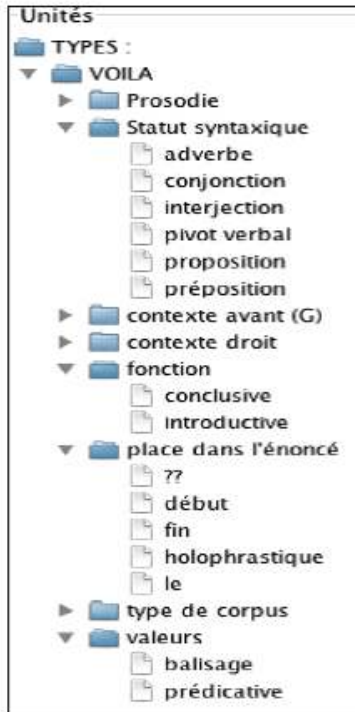 Unités
TYPES :
VOILA
Prosodie
Statut syntaxique
adverbe
conjonction
interjection
pivot verbal
proposition
préposition
contexte avant (G)
contexte droit
fonction
conclusive
introductive
place dans l'énoncé
??
début
fin
holophrastique
le
type de corpus
valeurs
balisage
prédicative